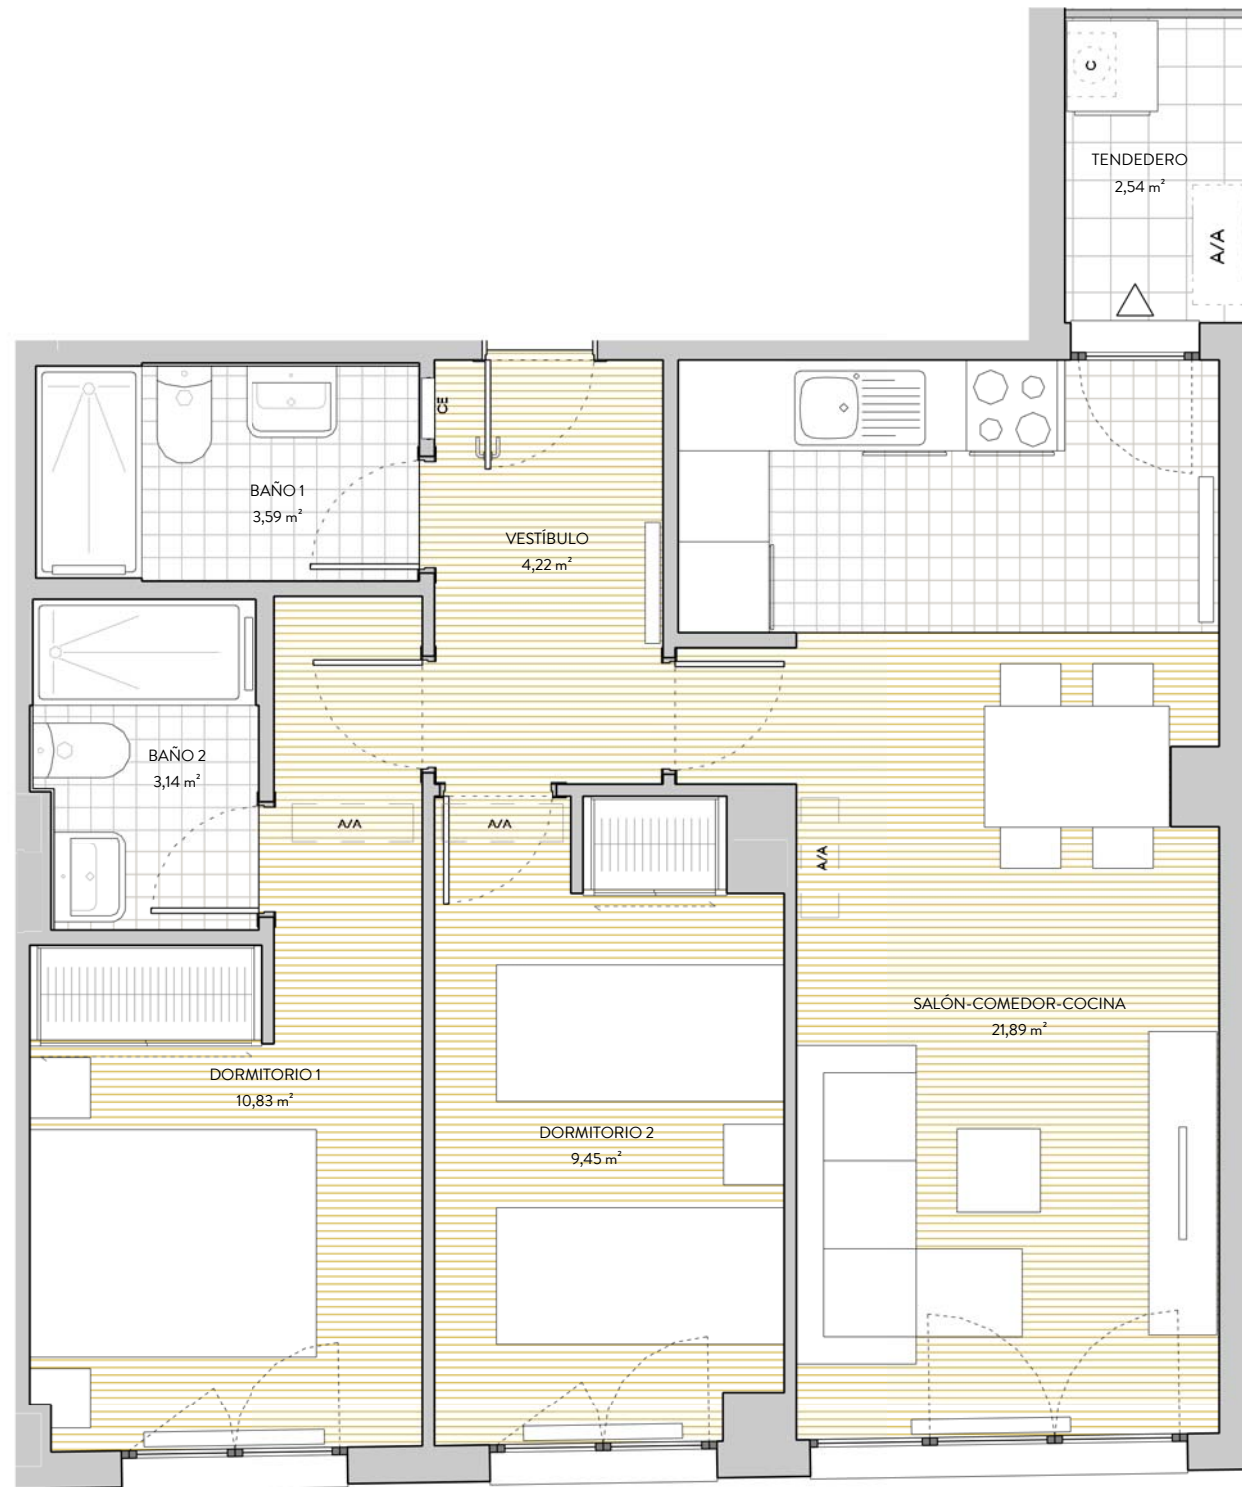 C
TENDEDERO
2,54 m²
A/A
CE
BAÑO 1
3,59 m²
VESTÍBULO
4,22 m²
BAÑO 2
3,14 m²
A/A
A/A
A/A
SALÓN-COMEDOR-COCINA
21,89 m²
DORMITORIO 1
10,83 m²
DORMITORIO 2
9,45 m²